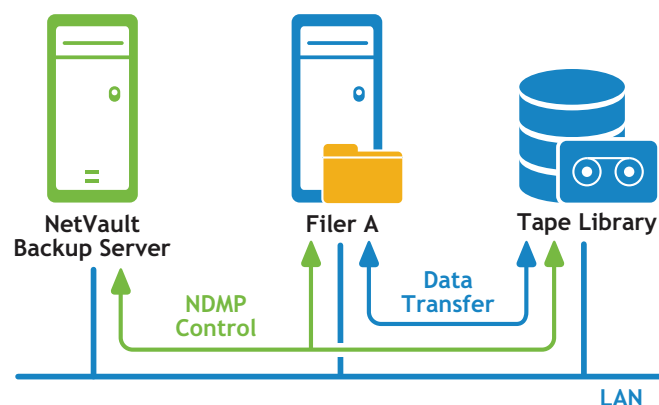 NetVault
Backup Server
Filer A
Tape Library
NDMP
Control
Data
Transfer
LAN